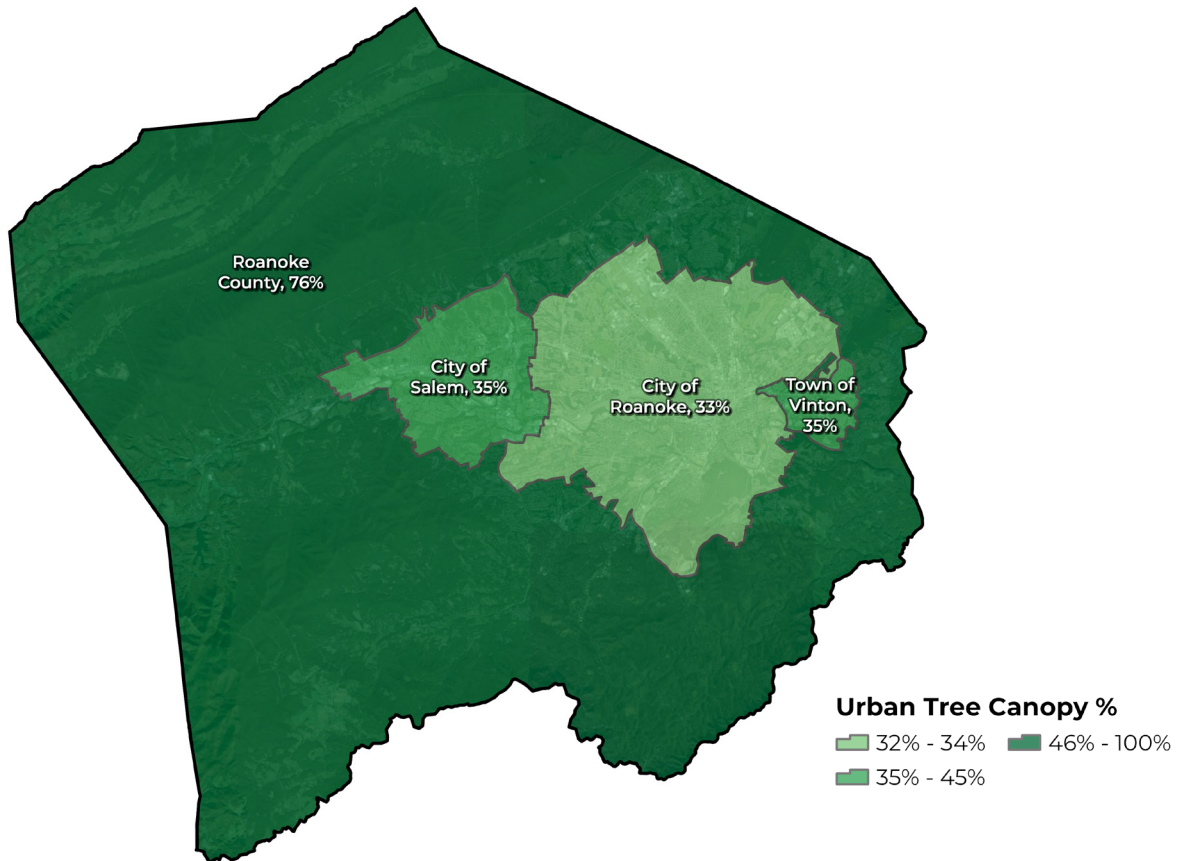 Roanoke
County, 76%
City of
Salem, 35%
City of
Roanoke, 33%
Town of
Vinton,
35%
Urban Tree Canopy %
32% - 34%
46% - 100%
35% - 45%